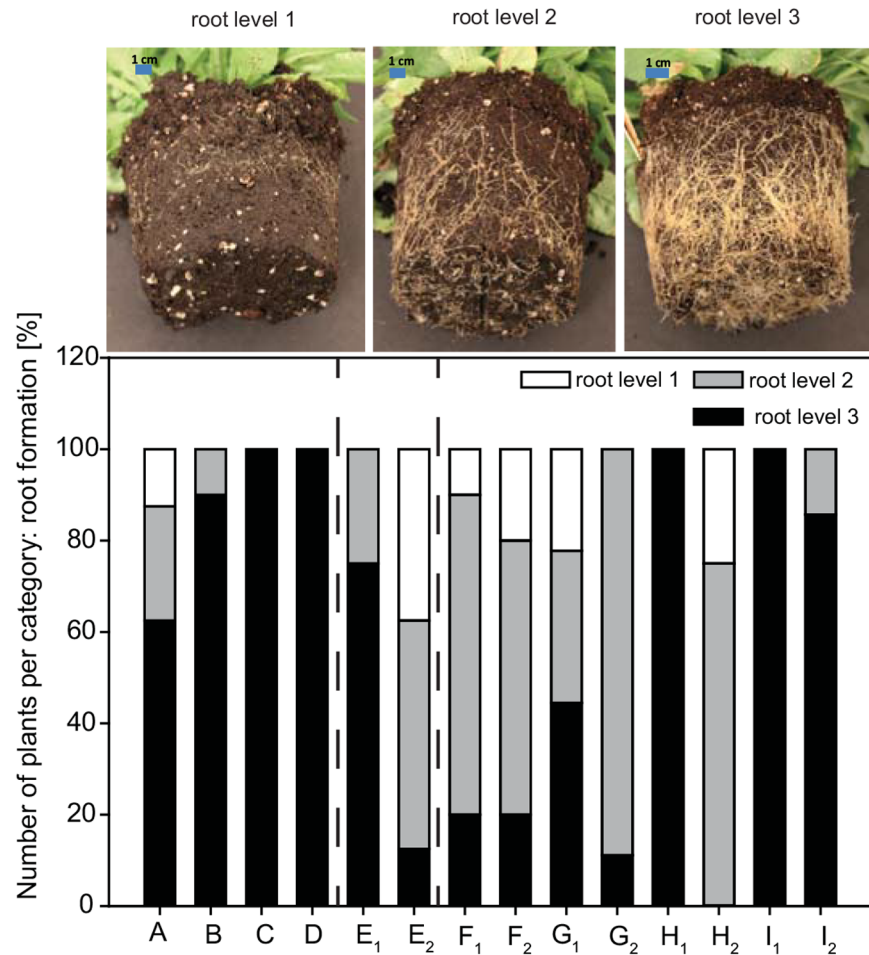 root level 1
root level 2
root level 3
1 cm
1 cm
1 cm
Number of plants per category: root formation [%]
120
100
80
60
40
20
0
root level 1
root level 2
root level 3
A B C D E₁ E₂ F₁ F₂ G₁ G₂ H₁ H₂ I₁ I₂